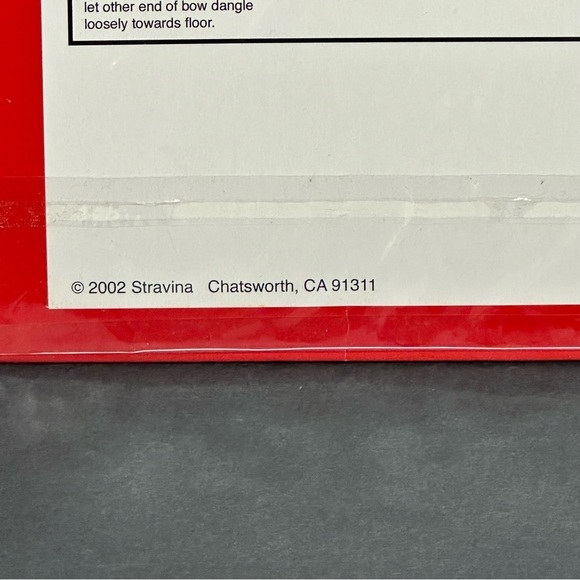 let other end of bow dangle
loosely towards floor.
© 2002 Stravina Chatsworth, CA 91311